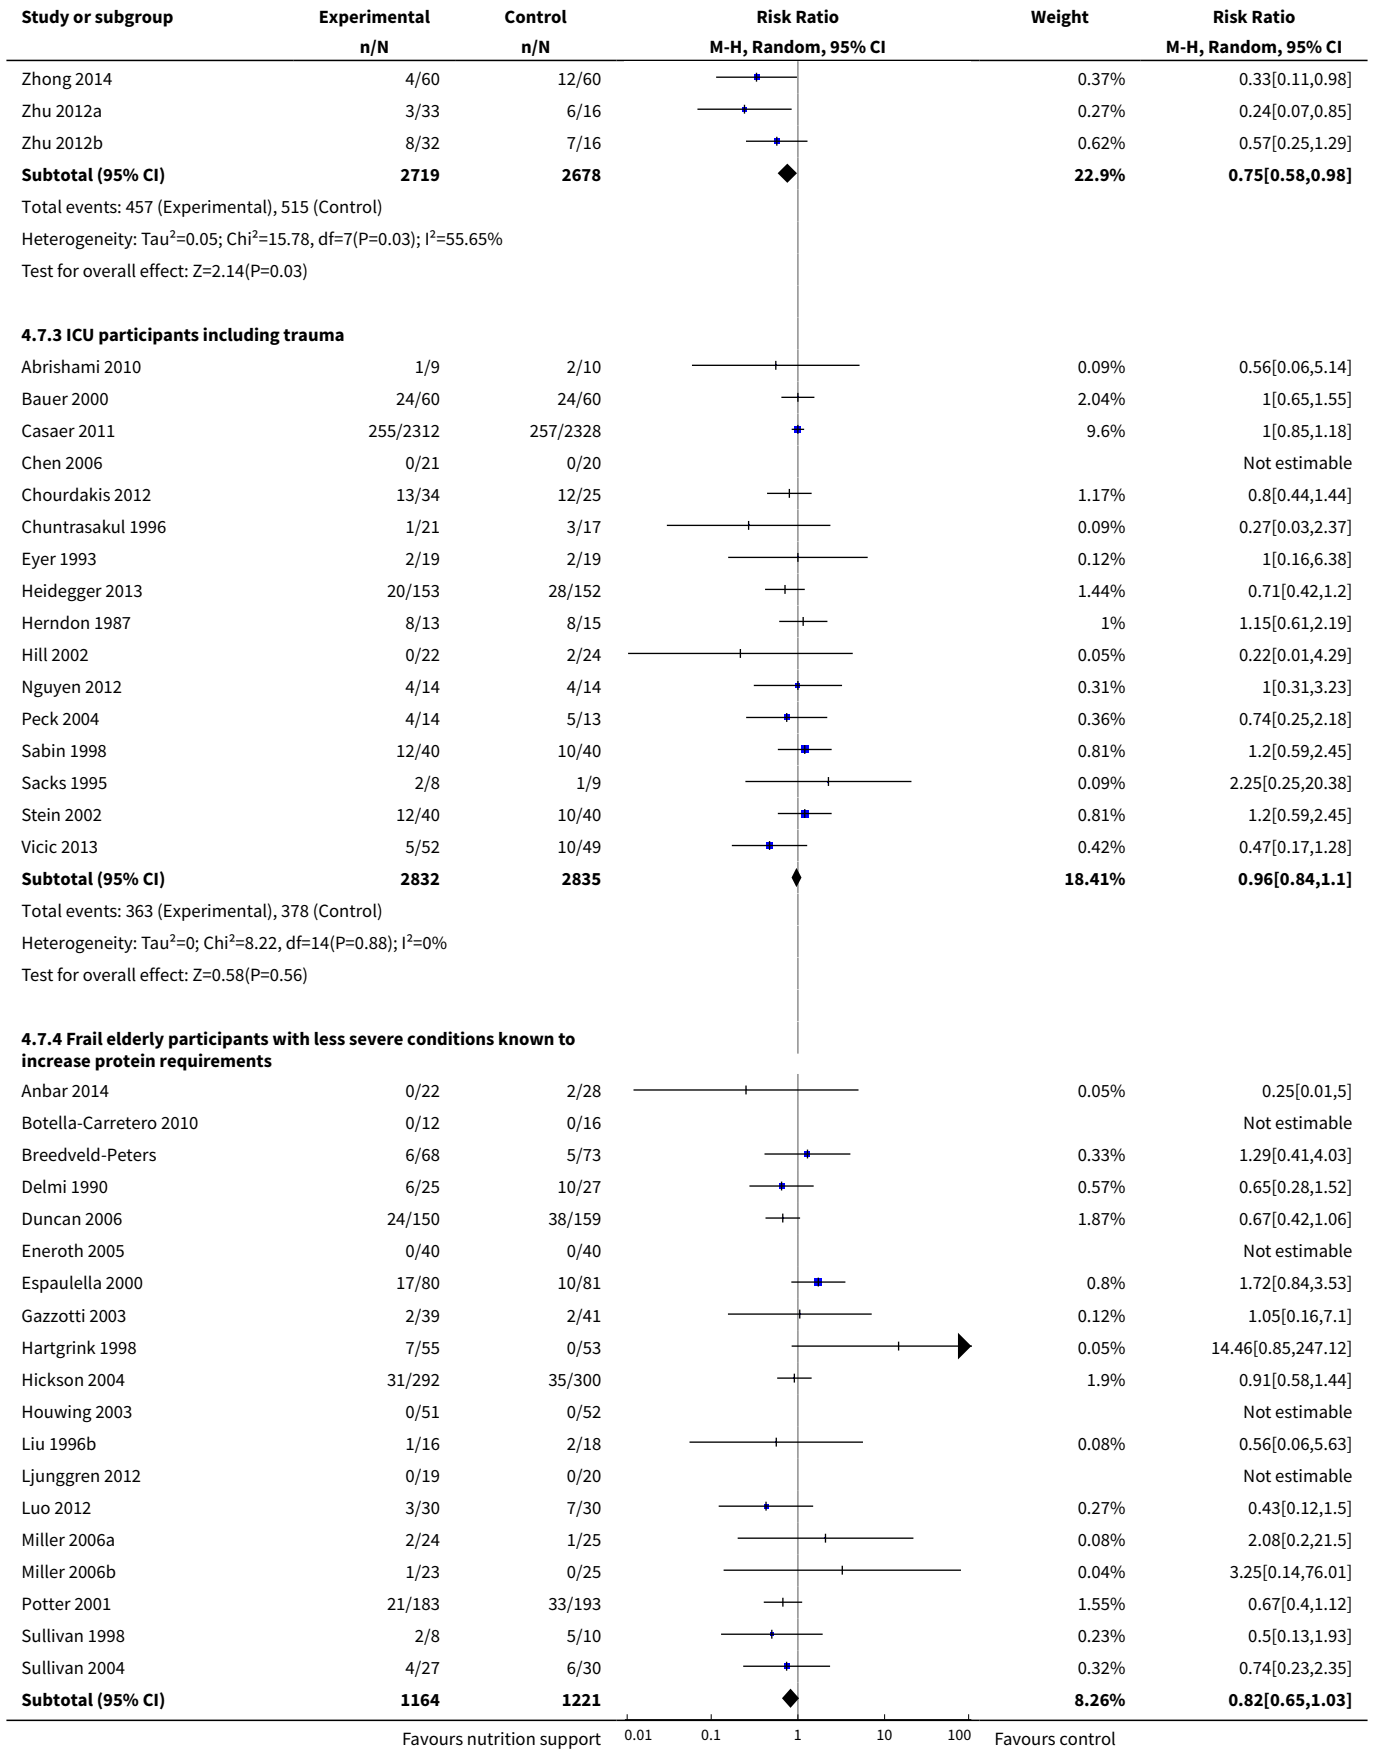 Study or subgroup Experimental Control Risk Ratio Weight Risk Ratio
n/N n/N M-H, Random, 95% CI M-H, Random, 95% CI
Zhong 2014 4/60 12/60 0.37% 0.33[0.11,0.98]
Zhu 2012a 3/33 6/16 0.27% 0.24[0.07,0.85]
Zhu 2012b 8/32 7/16 0.62% 0.57[0.25,1.29]
Subtotal (95% CI) 2719 2678 22.9% 0.75[0.58,0.98]
Total events: 457 (Experimental), 515 (Control)
Heterogeneity: Tau²=0.05; Chi²=15.78, df=7(P=0.03); I²=55.65%
Test for overall effect: Z=2.14(P=0.03)
4.7.3 ICU participants including trauma
Abrishami 2010 1/9 2/10 0.09% 0.56[0.06,5.14]
Bauer 2000 24/60 24/60 2.04% 1[0.65,1.55]
Casaer 2011 255/2312 257/2328 9.6% 1[0.85,1.18]
Chen 2006 0/21 0/20 Not estimable
Chourdakis 2012 13/34 12/25 1.17% 0.8[0.44,1.44]
Chuntrasakul 1996 1/21 3/17 0.09% 0.27[0.03,2.37]
Eyer 1993 2/19 2/19 0.12% 1[0.16,6.38]
Heidegger 2013 20/153 28/152 1.44% 0.71[0.42,1.2]
Herndon 1987 8/13 8/15 1% 1.15[0.61,2.19]
Hill 2002 0/22 2/24 0.05% 0.22[0.01,4.29]
Nguyen 2012 4/14 4/14 0.31% 1[0.31,3.23]
Peck 2004 4/14 5/13 0.36% 0.74[0.25,2.18]
Sabin 1998 12/40 10/40 0.81% 1.2[0.59,2.45]
Sacks 1995 2/8 1/9 0.09% 2.25[0.25,20.38]
Stein 2002 12/40 10/40 0.81% 1.2[0.59,2.45]
Vicic 2013 5/52 10/49 0.42% 0.47[0.17,1.28]
Subtotal (95% CI) 2832 2835 18.41% 0.96[0.84,1.1]
Total events: 363 (Experimental), 378 (Control)
Heterogeneity: Tau²=0; Chi²=8.22, df=14(P=0.88); I²=0%
Test for overall effect: Z=0.58(P=0.56)
4.7.4 Frail elderly participants with less severe conditions known to
increase protein requirements
Anbar 2014 0/22 2/28 0.05% 0.25[0.01,5]
Botella-Carretero 2010 0/12 0/16 Not estimable
Breedveld-Peters 6/68 5/73 0.33% 1.29[0.41,4.03]
Delmi 1990 6/25 10/27 0.57% 0.65[0.28,1.52]
Duncan 2006 24/150 38/159 1.87% 0.67[0.42,1.06]
Eneroth 2005 0/40 0/40 Not estimable
Espaulella 2000 17/80 10/81 0.8% 1.72[0.84,3.53]
Gazzotti 2003 2/39 2/41 0.12% 1.05[0.16,7.1]
Hartgrink 1998 7/55 0/53 0.05% 14.46[0.85,247.12]
Hickson 2004 31/292 35/300 1.9% 0.91[0.58,1.44]
Houwing 2003 0/51 0/52 Not estimable
Liu 1996b 1/16 2/18 0.08% 0.56[0.06,5.63]
Ljunggren 2012 0/19 0/20 Not estimable
Luo 2012 3/30 7/30 0.27% 0.43[0.12,1.5]
Miller 2006a 2/24 1/25 0.08% 2.08[0.2,21.5]
Miller 2006b 1/23 0/25 0.04% 3.25[0.14,76.01]
Potter 2001 21/183 33/193 1.55% 0.67[0.4,1.12]
Sullivan 1998 2/8 5/10 0.23% 0.5[0.13,1.93]
Sullivan 2004 4/27 6/30 0.32% 0.74[0.23,2.35]
Subtotal (95% CI) 1164 1221 8.26% 0.82[0.65,1.03]
Favours nutrition support 0.01 0.1 1 10 100 Favours control